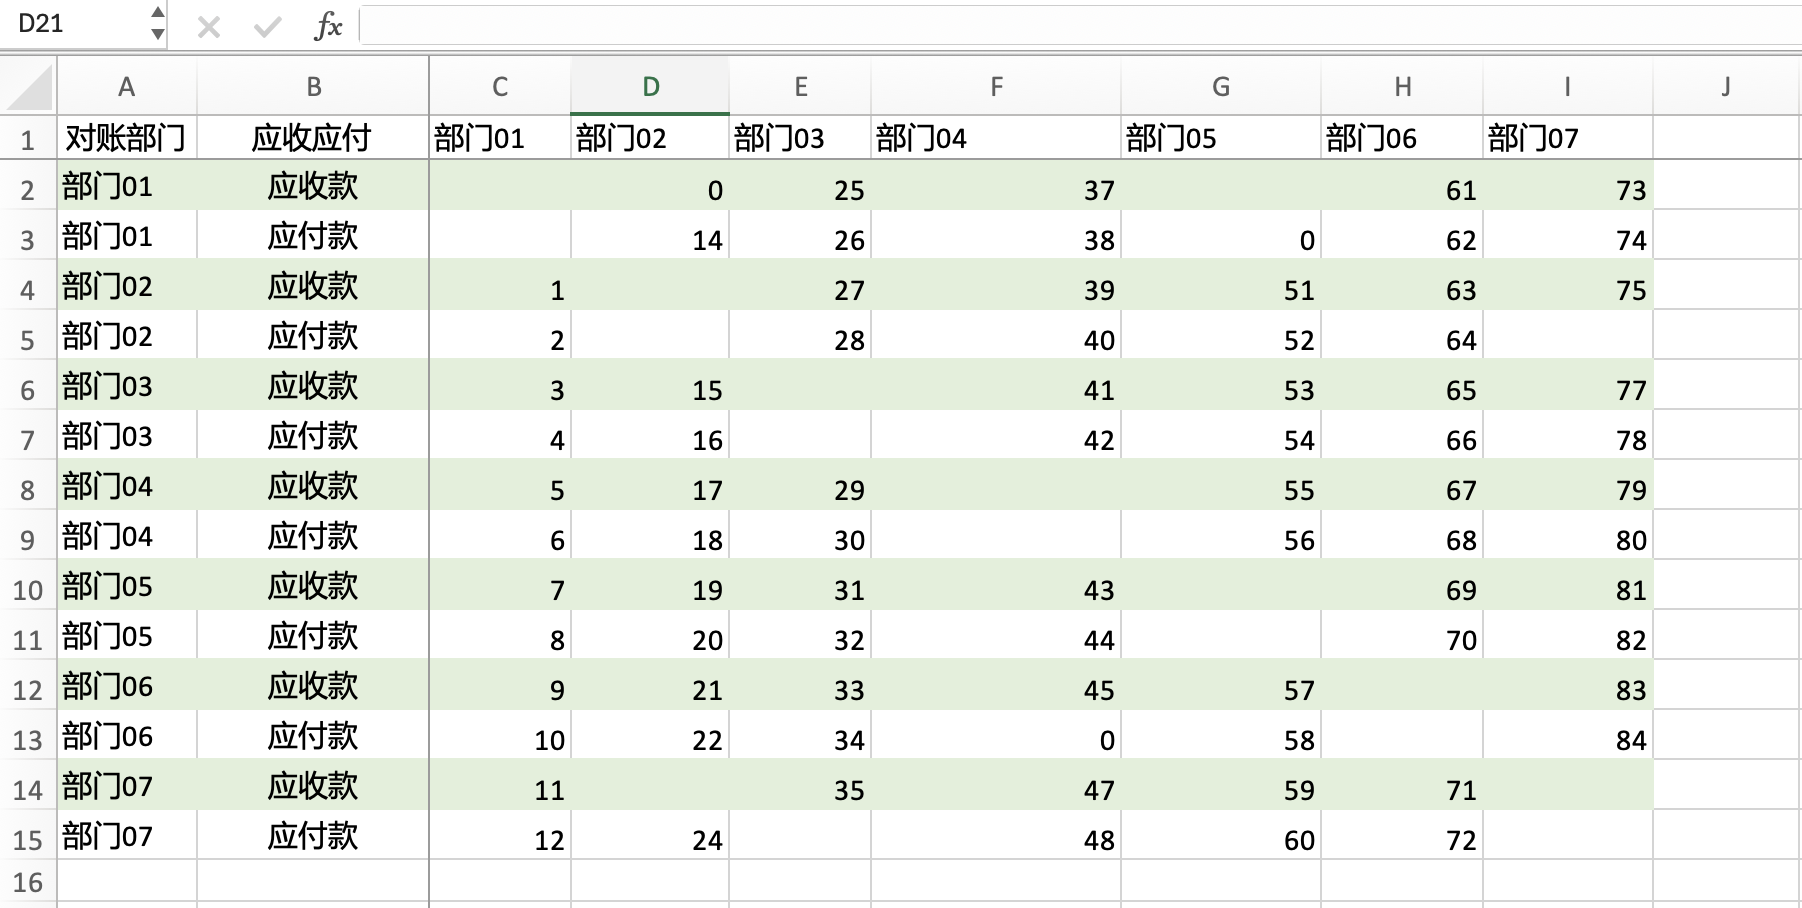 D21 fx
A B C D E F G H I J
1 对账部门 应收应付 部门01 部门02 部门03 部门04 部门05 部门06 部门07
2 部门01 应收款 0 25 37 61 73
3 部门01 应付款 14 26 38 0 62 74
4 部门02 应收款 1 27 39 51 63 75
5 部门02 应付款 2 28 40 52 64
6 部门03 应收款 3 15 41 53 65 77
7 部门03 应付款 4 16 42 54 66 78
8 部门04 应收款 5 17 29 55 67 79
9 部门04 应付款 6 18 30 56 68 80
10 部门05 应收款 7 19 31 43 69 81
11 部门05 应付款 8 20 32 44 70 82
12 部门06 应收款 9 21 33 45 57 83
13 部门06 应付款 10 22 34 0 58 84
14 部门07 应收款 11 35 47 59 71
15 部门07 应付款 12 24 48 60 72
16